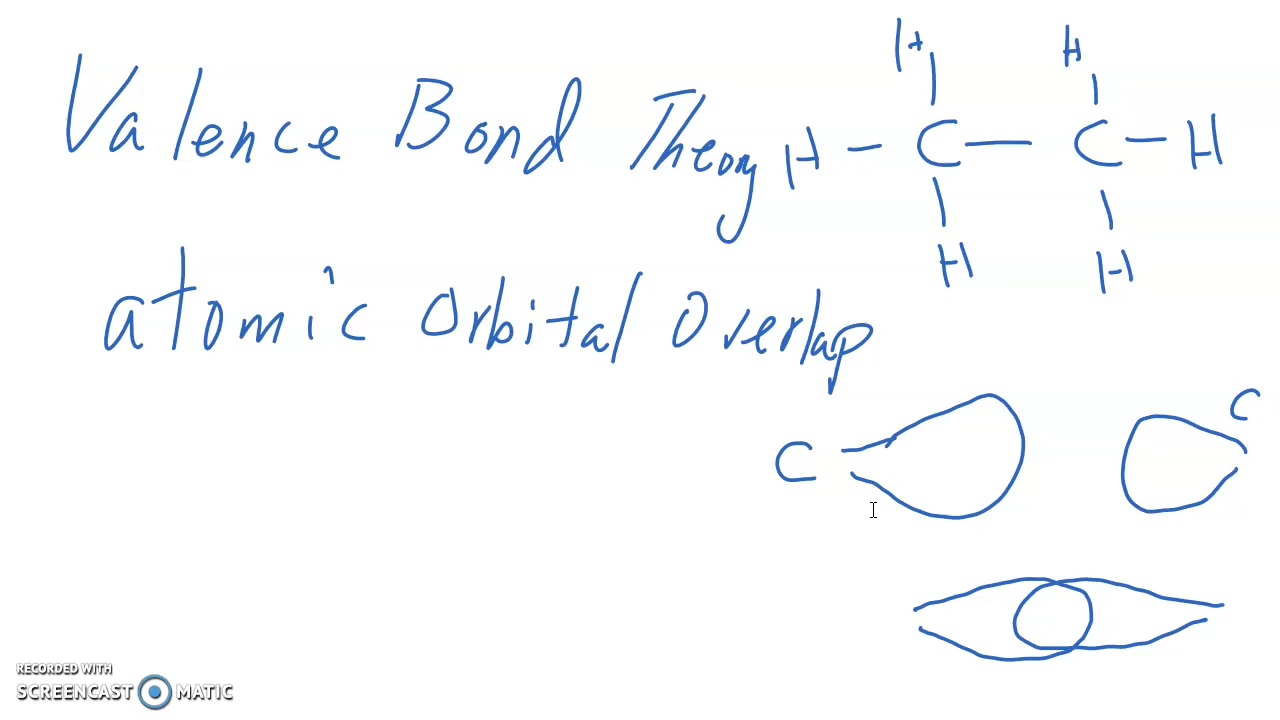 Valence Bond Theory
H H
H - C - C - H
H H
atomic Orbital Overlap
C C
RECORDED WITH
SCREENCAST MATIC